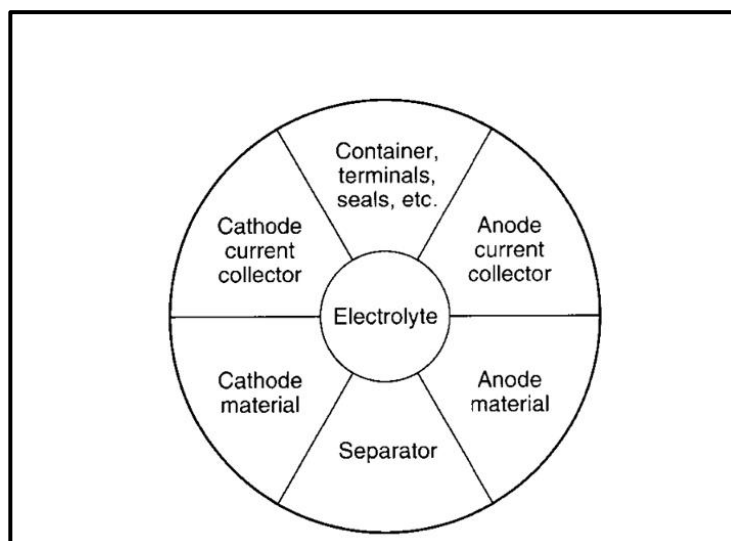 Container,
terminals,
seals, etc.
Cathode
current
collector
Anode
current
collector
Electrolyte
Cathode
material
Anode
material
Separator